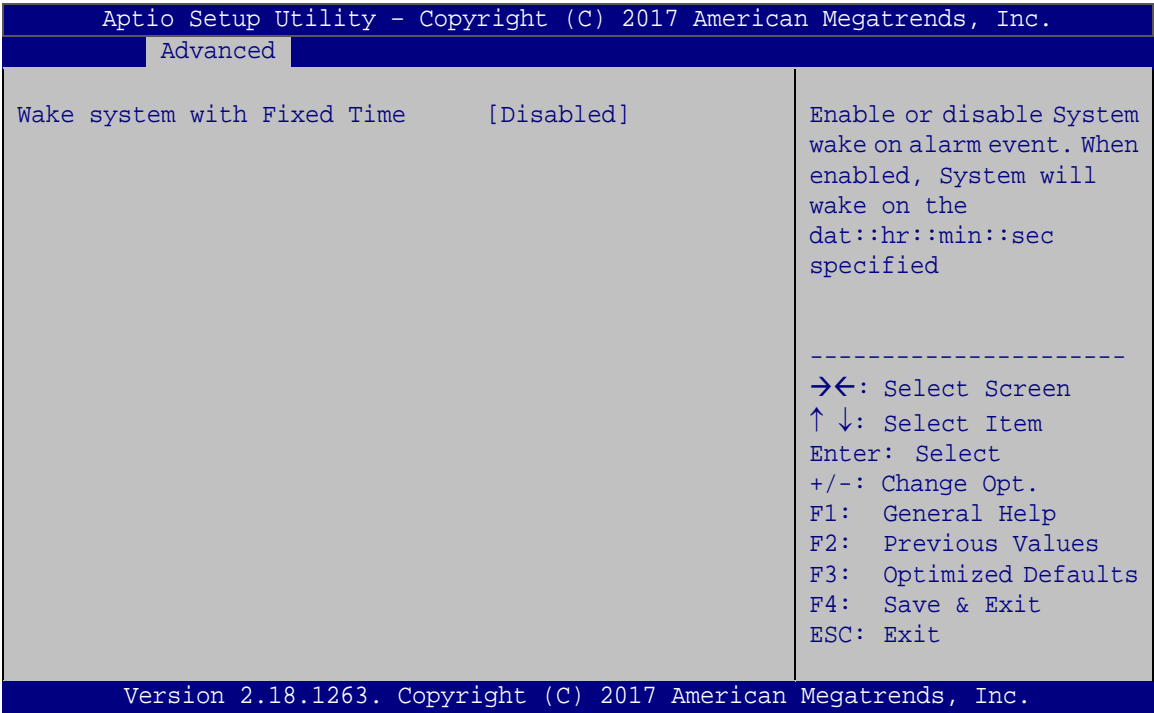 Aptio Setup Utility – Copyright (C) 2017 American Megatrends, Inc.
Advanced
Wake system with Fixed Time [Disabled]
Enable or disable System
wake on alarm event. When
enabled, System will
wake on the
dat::hr::min::sec
specified
----------------------
→←: Select Screen
↑ ↓: Select Item
Enter: Select
+/-: Change Opt.
F1: General Help
F2: Previous Values
F3: Optimized Defaults
F4: Save & Exit
ESC: Exit
Version 2.18.1263. Copyright (C) 2017 American Megatrends, Inc.